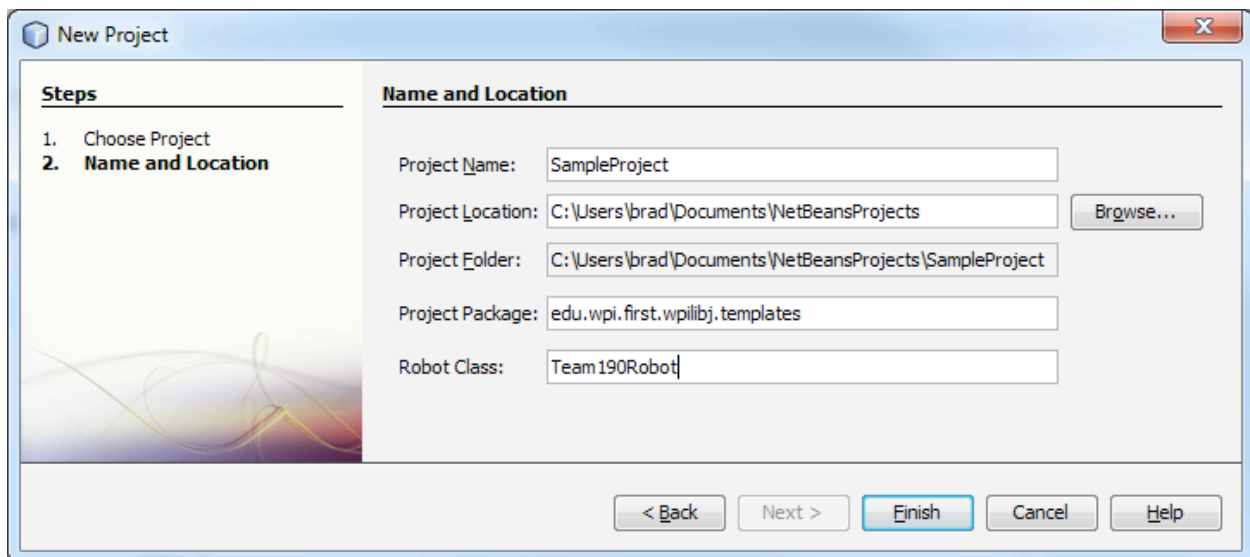 New Project
Steps
1. Choose Project
2. Name and Location
Name and Location
Project Name: SampleProject
Project Location: C:\Users\brad\Documents\NetBeansProjects Browse...
Project Folder: C:\Users\brad\Documents\NetBeansProjects\SampleProject
Project Package: edu.wpi.first.wpilibj.templates
Robot Class: Team190Robot
< Back Next > Finish Cancel Help